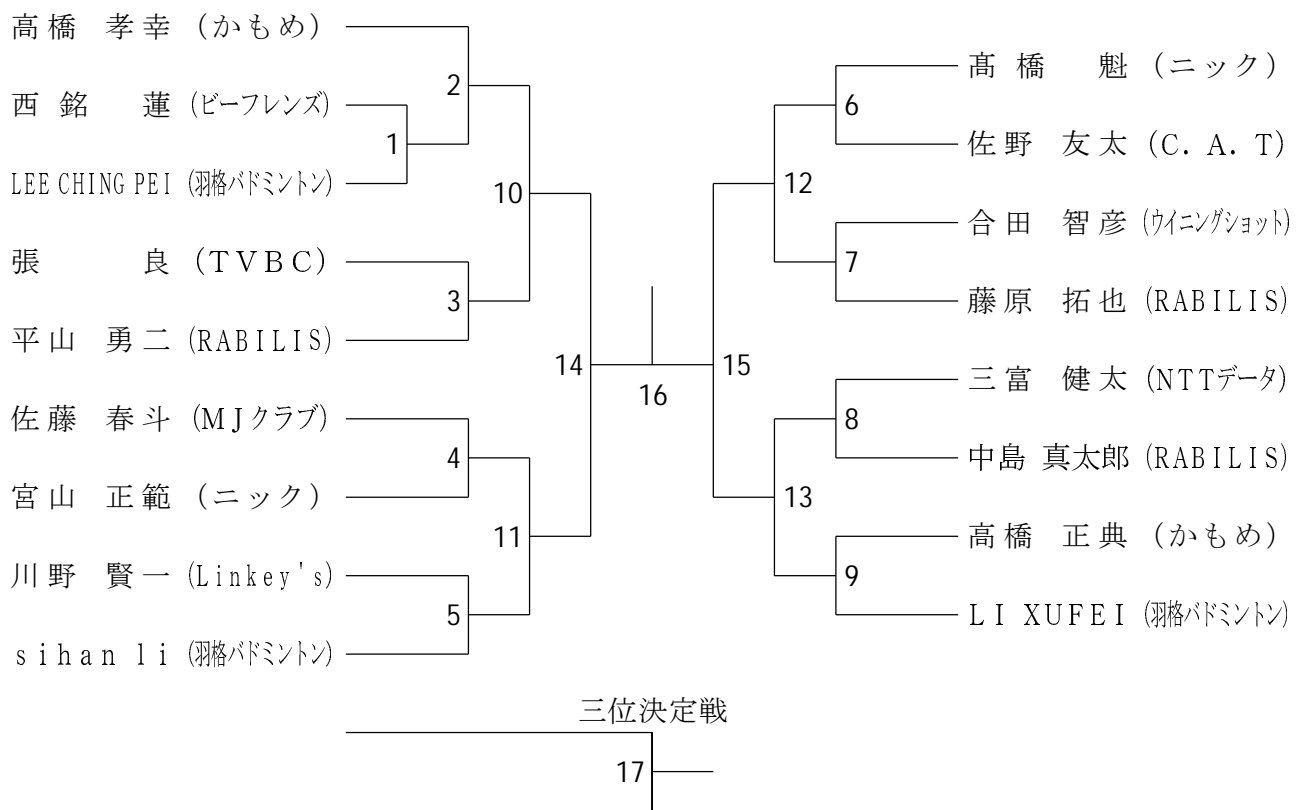 高橋 孝幸 (かもめ)
西銘 蓮 (ビーフレンズ)
LEE CHING PEI (羽格バドミントン)
張 良 (TVBC)
平山 勇二 (RABILIS)
佐藤 春斗 (MJクラブ)
宮山 正範 (ニック)
川野 賢一 (Linkey's)
sihan li (羽格バドミントン)
2
1
10
3
14
4
11
5
16
髙橋 魁 (ニック)
佐野 友太 (C. A. T)
合田 智彦 (ウイニングショット)
藤原 拓也 (RABILIS)
三富 健太 (NTTデータ)
中島 真太郎 (RABILIS)
高橋 正典 (かもめ)
LI XUFEI (羽格バドミントン)
6
12
7
15
8
13
9
三位決定戦
17